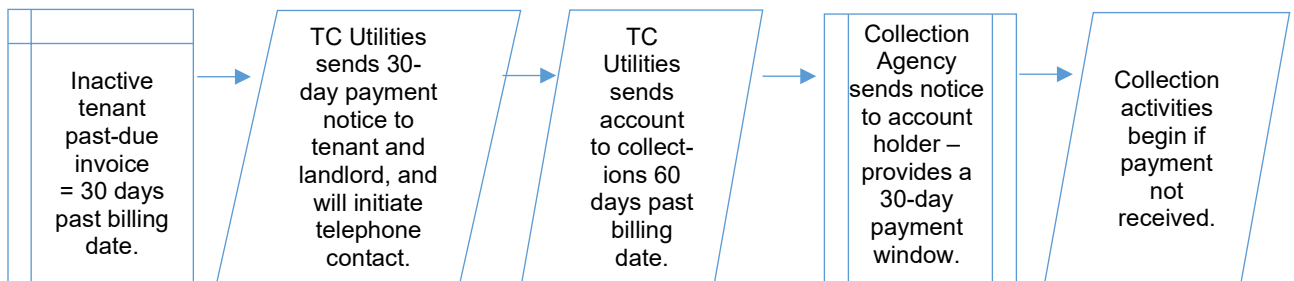 Inactive
tenant
past-due
invoice
= 30 days
past billing
date.
TC Utilities
sends 30-
day payment
notice to
tenant and
landlord, and
will initiate
telephone
contact.
TC
Utilities
sends
account
to collect-
ions 60
days past
billing
date.
Collection
Agency
sends notice
to account
holder –
provides a
30-day
payment
window.
Collection
activities
begin if
payment
not
received.